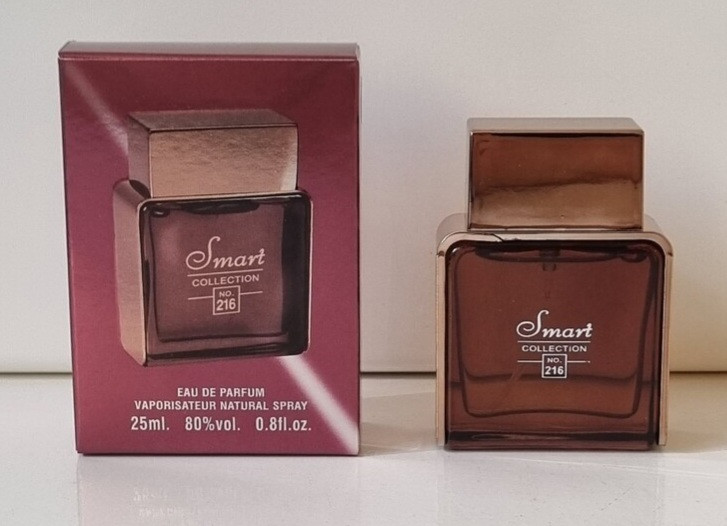 Smart
COLLECTION
NO.
216
EAU DE PARFUM
VAPORISATEUR NATURAL SPRAY
25ml. 80%vol. 0.8fl.oz.
Smart
COLLECTION
NO.
216